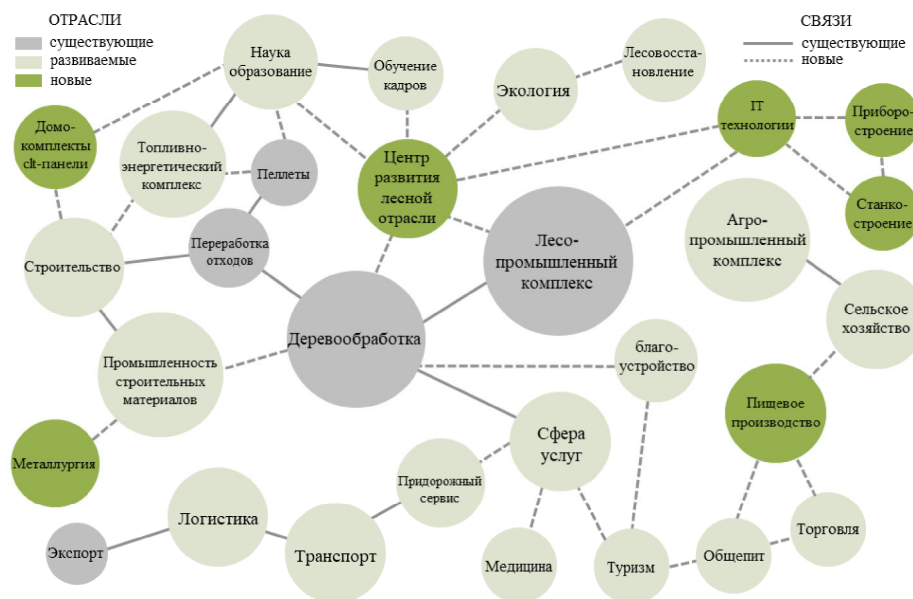 ОТРАСЛИ
существующие
развиваемые
новые
СВЯЗИ
существующие
новые
Наука
образование
Обучение
кадров
Экология
Лесовосста-
новление
IT
технологии
Приборо-
строение
Домо-
комплекты
clt-панели
Топливно-
энергетический
комплекс
Пеллеты
Центр
развития
лесной
отрасли
Станко-
строение
Строительство
Переработка
отходов
Лесо-
промышленный
комплекс
Агро-
промышленный
комплекс
Сельское
хозяйство
Деревообработка
благо-
устройство
Промышленность
строительных
материалов
Пищевое
производство
Металлургия
Сфера
услуг
Придорожный
сервис
Логистика
Экспорт
Транспорт
Медицина
Туризм
Общепит
Торговля